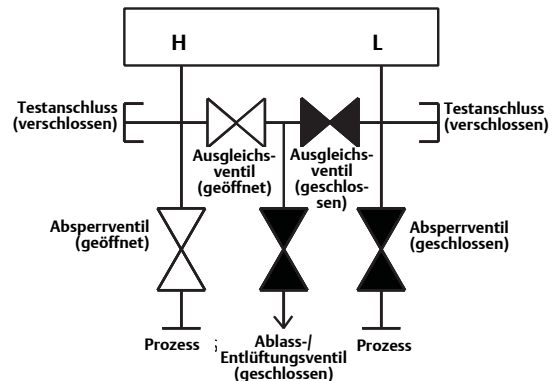 H
L
Testanschluss
(verschlossen)
Testanschluss
(verschlossen)
Ausgleichs-
ventil
(geöffnet)
Ausgleichs-
ventil
(geschlos-
sen)
Absperrventil
(geöffnet)
Absperrventil
(geschlossen)
Prozess
Ablass-/
Entlüftungsventil
(geschlossen)
Prozess